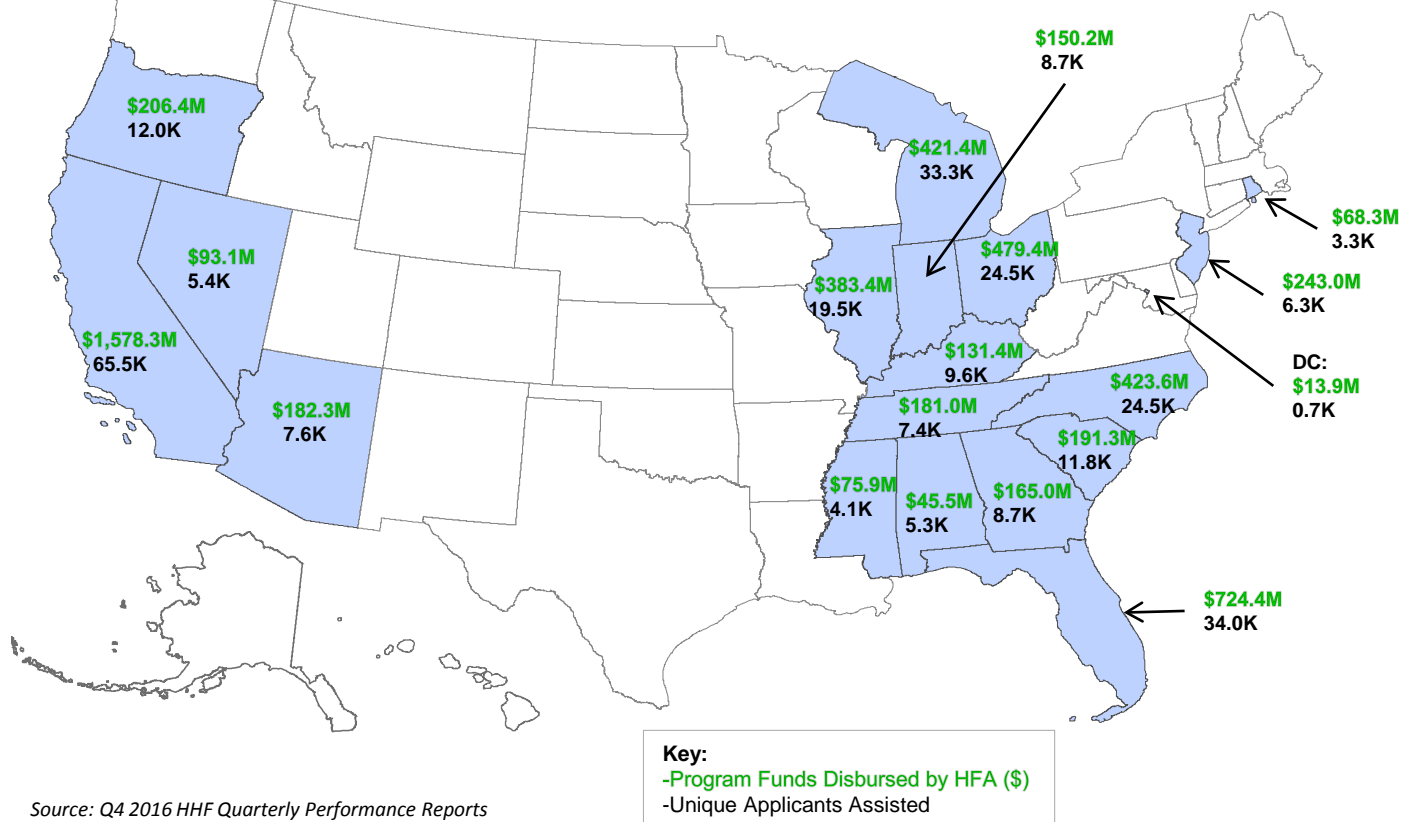 $150.2M
8.7K
$206.4M
12.0K
$421.4M
33.3K
$68.3M
3.3K
$93.1M
5.4K
$479.4M
24.5K
$383.4M
19.5K
$243.0M
6.3K
$1,578.3M
65.5K
$131.4M
9.6K
DC:
$13.9M
0.7K
$423.6M
24.5K
$182.3M
7.6K
$181.0M
7.4K
$191.3M
11.8K
$75.9M
4.1K
$45.5M
5.3K
$165.0M
8.7K
$724.4M
34.0K
Key:
-Program Funds Disbursed by HFA ($)
-Unique Applicants Assisted
Source: Q4 2016 HHF Quarterly Performance Reports